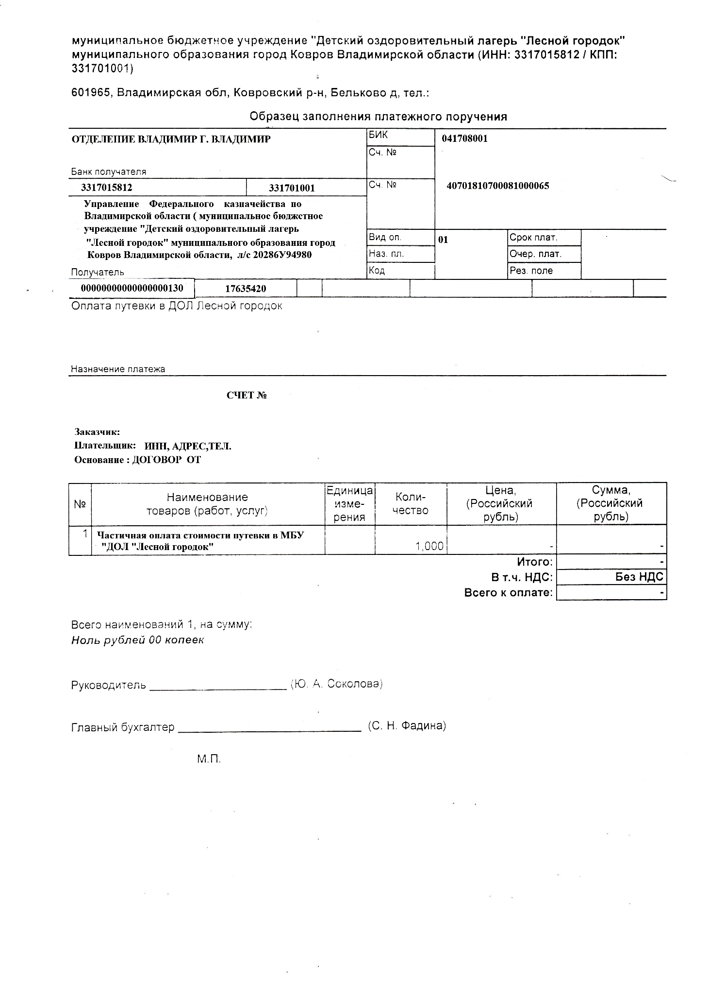 муниципальное бюджетное учреждение "Детский оздоровительный лагерь "Лесной городок"
муниципального образования город Ковров Владимирской области (ИНН: 3317015812 / КПП:
331701001)
601965, Владимирская обл, Ковровский р-н, Бельково д, тел.:
Образец заполнения платежного поручения
ОТДЕЛЕНИЕ ВЛАДИМИР Г. ВЛАДИМИР
БИК
041708001
Сч. №
Банк получателя
3317015812
331701001
Сч. №
40701810700081000065
Управление Федерального казначейства по
Владимирской области ( муниципальное бюджетное
учреждение "Детский оздоровительный лагерь
"Лесной городок" муниципального образования город
Ковров Владимирской области, л/с 20286У94980
Получатель
Вид оп.
01
Срок плат.
Наз. пл.
Очер. плат.
Код
Рез. поле
00000000000000000130
17635420
Оплата путевки в ДОЛ Лесной городок
Назначение платежа
СЧЕТ №
Заказчик:
Плательщик: ИНН, АДРЕС,ТЕЛ.
Основание : ДОГОВОР ОТ
№
Наименование
товаров (работ, услуг)
Единица
изме-
рения
Коли-
чество
Цена,
(Российский
рубль)
Сумма,
(Российский
рубль)
1
Частичная оплата стоимости путевки в МБУ
"ДОЛ "Лесной городок"
1,000
-
-
Итого: -
В т.ч. НДС: Без НДС
Всего к оплате: -
Всего наименований 1, на сумму:
Ноль рублей 00 копеек
Руководитель (Ю. А. Соколова)
Главный бухгалтер (С. Н. Фадина)
М.П.